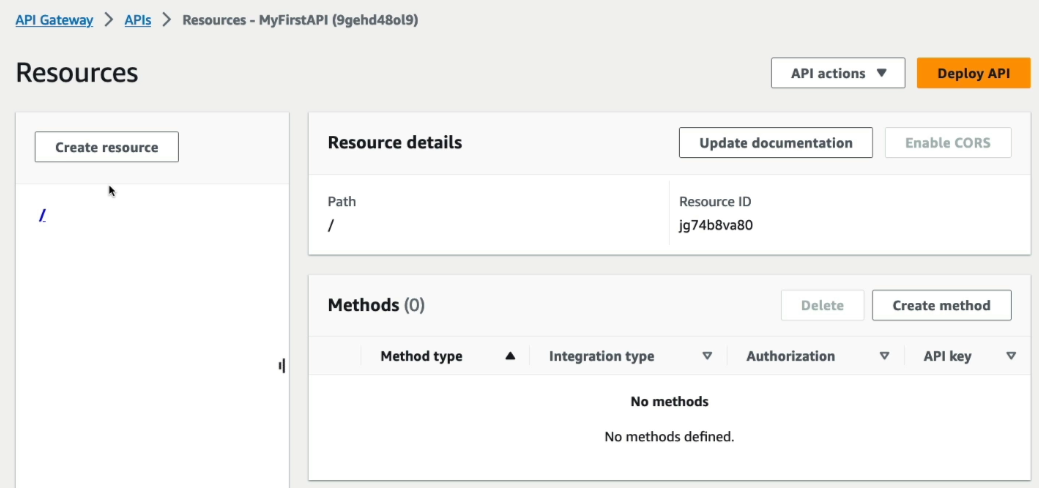 API Gateway > APIs > Resources - MyFirstAPI (9gehd48ol9)
Resources
API actions ▼
Deploy API
Create resource
/
Resource details
Update documentation
Enable CORS
Path
/
Resource ID
jg74b8va80
Methods (0)
Delete
Create method
Method type ▲ Integration type ▽ Authorization ▽ API key ▽
No methods
No methods defined.